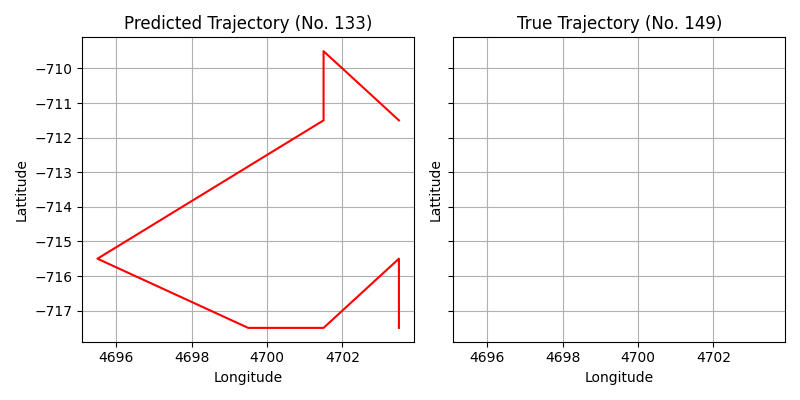 Predicted Trajectory (No. 133)
True Trajectory (No. 149)
Lattitude
−710
−711
−712
−713
−714
−715
−716
−717
4696 4698 4700 4702
Longitude
Lattitude
4696 4698 4700 4702
Longitude